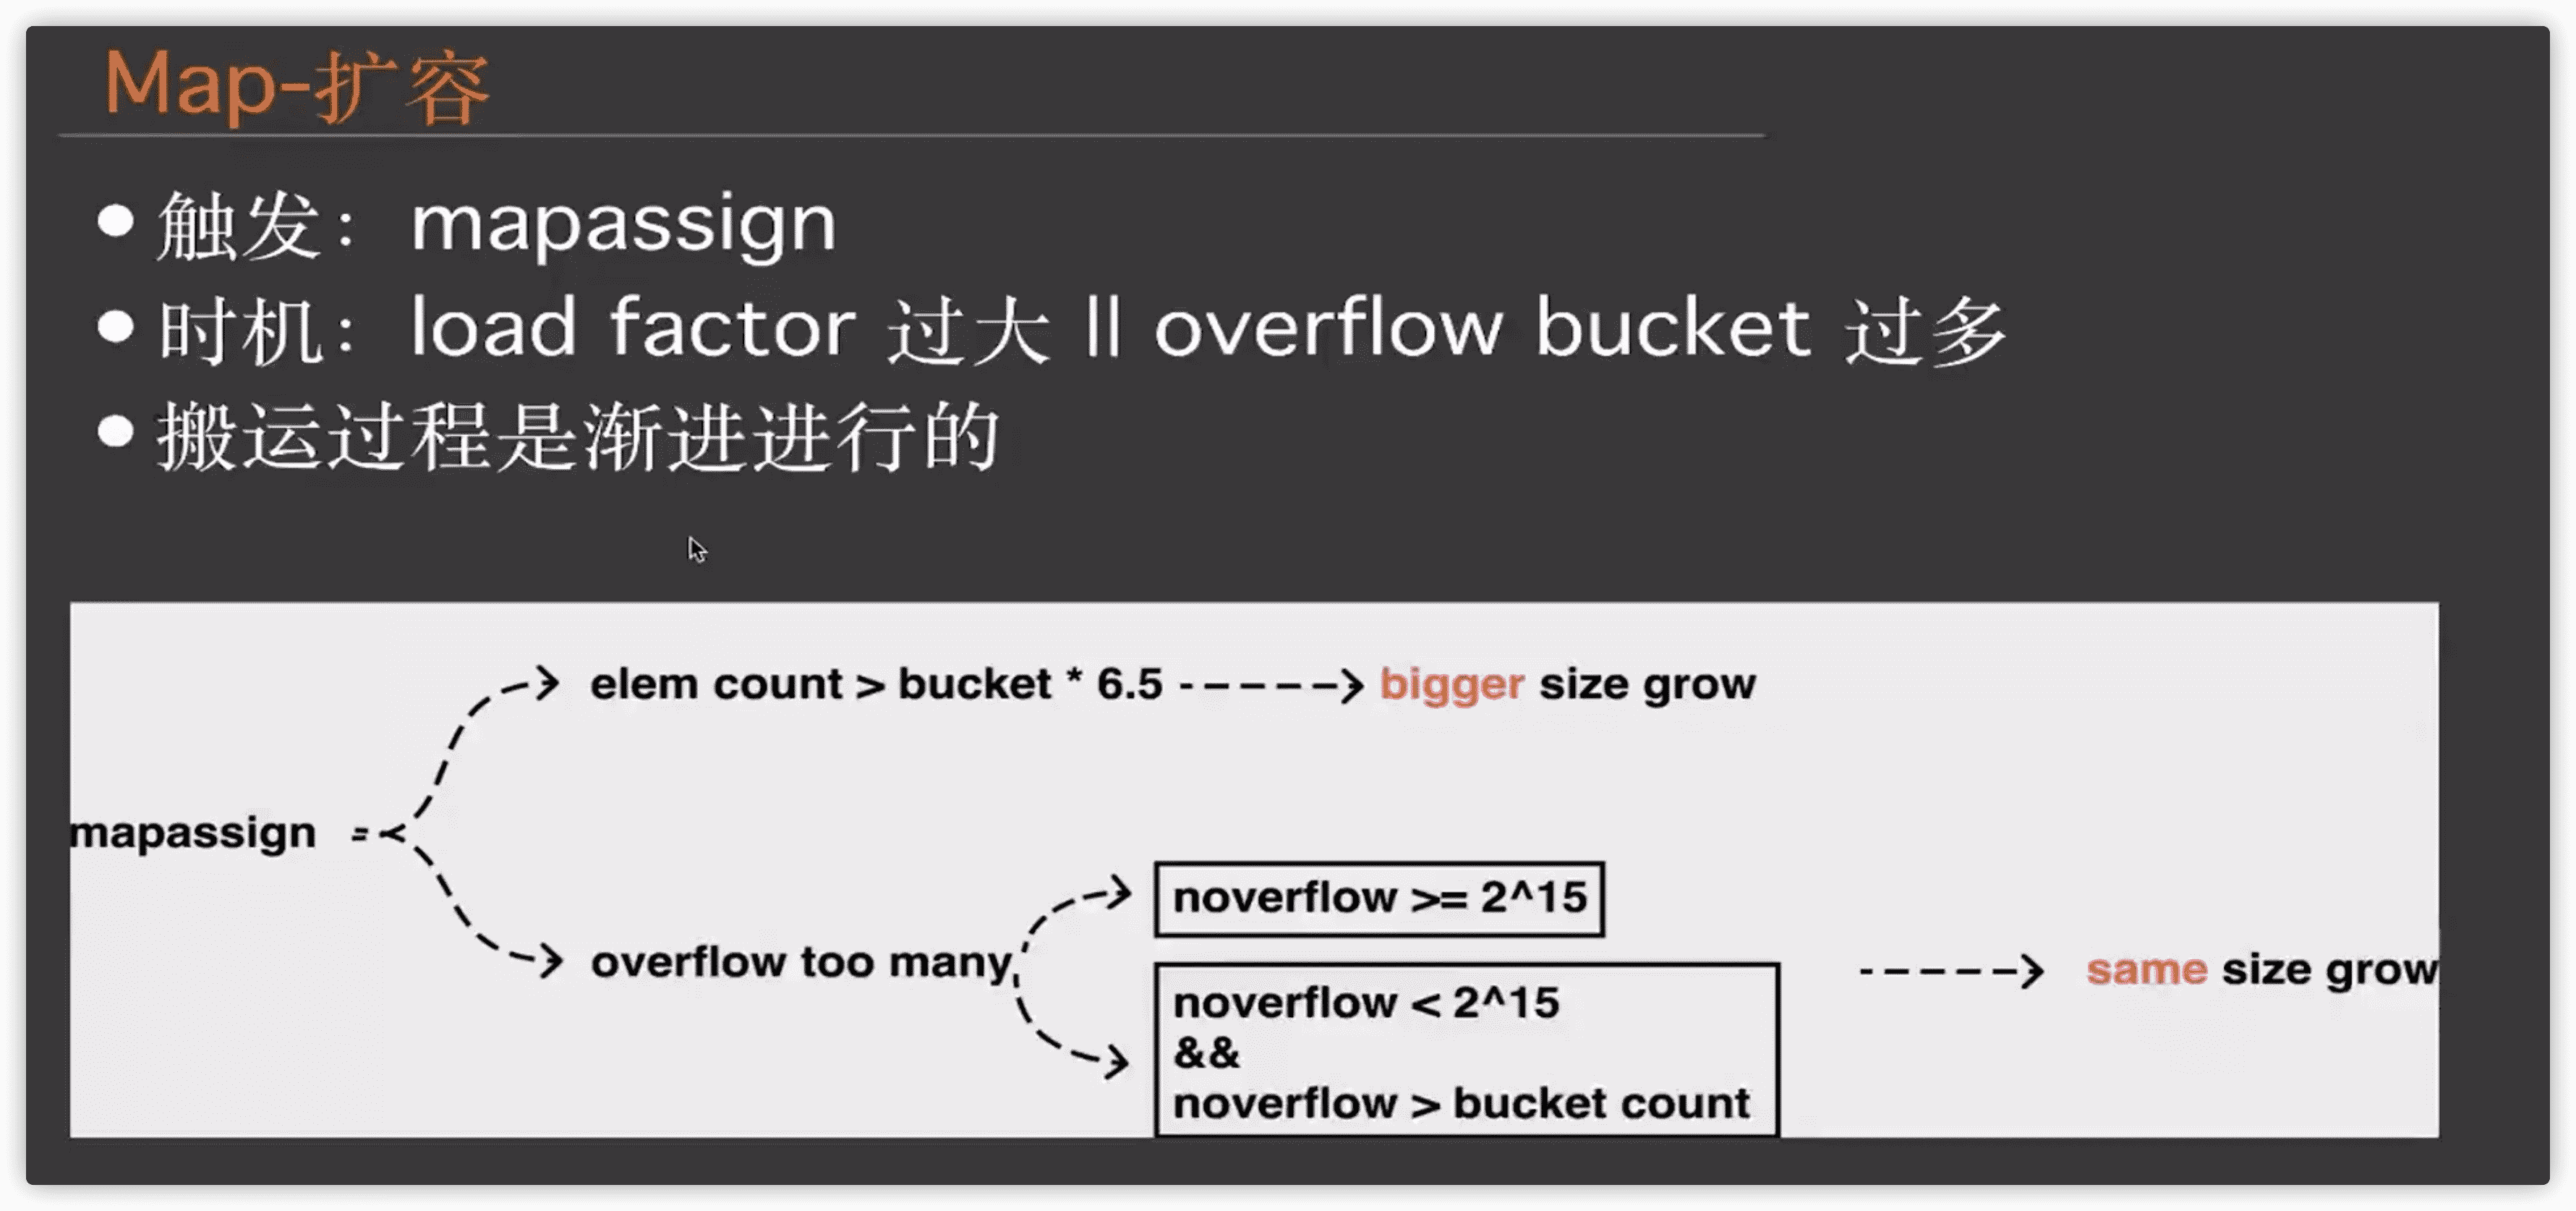 Map-扩容
触发： mapassign
时机： load factor 过大 || overflow bucket 过多
搬运过程是渐进进行的
elem count > bucket * 6.5 -----> bigger size grow
mapassign
noverflow >= 2^15
overflow too many
noverflow < 2^15
&&
noverflow > bucket count
same size grow